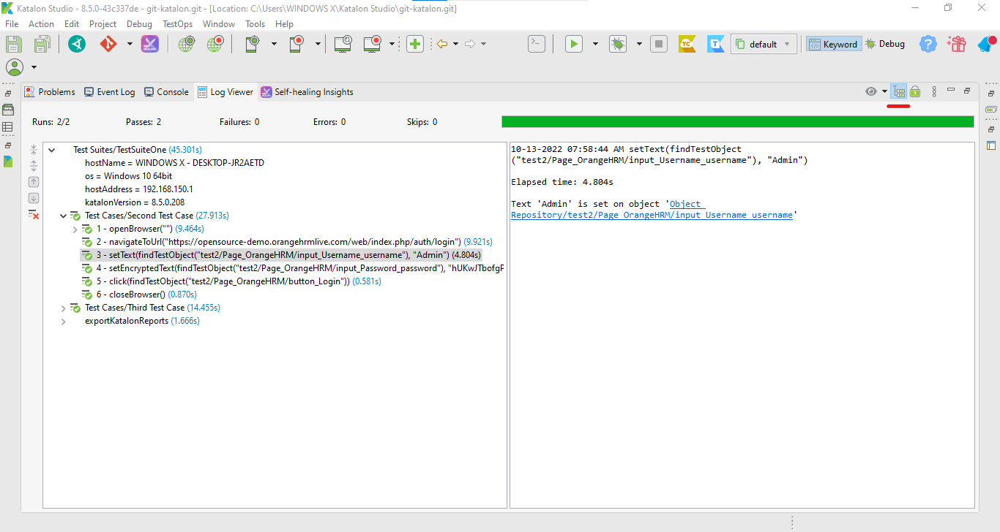 Katalon Studio - 8.5.0-43c337de - git-katalon.git - [Location: C:\Users\WINDOWS X\Katalon Studio\git-katalon.git]
File Action Edit Project Debug TestOps Window Tools Help
TC T default Keyword Debug ?
Problems Event Log Console LOG Log Viewer Self-healing Insights
Runs: 2/2 Passes: 2 Failures: 0 Errors: 0 Skips: 0
Test Suites/TestSuiteOne (45.301s)
hostName = WINDOWS X - DESKTOP-JR2AETD
os = Windows 10 64bit
hostAddress = 192.168.150.1
katalonVersion = 8.5.0.208
Test Cases/Second Test Case (27.913s)
1 - openBrowser("") (9.464s)
2 - navigateToUrl("https://opensource-demo.orangehrmlive.com/web/index.php/auth/login") (9.921s)
3 - setText(findTestObject("test2/Page_OrangeHRM/input_Username_username"), "Admin") (4.804s)
4 - setEncryptedText(findTestObject("test2/Page_OrangeHRM/input_Password_password"), "hUKwJTbofgF
5 - click(findTestObject("test2/Page_OrangeHRM/button_Login")) (0.581s)
6 - closeBrowser() (0.870s)
Test Cases/Third Test Case (14.455s)
exportKatalonReports (1.666s)
10-13-2022 07:58:44 AM setText(findTestObject
("test2/Page_OrangeHRM/input_Username_username"), "Admin")
Elapsed time: 4.804s
Text 'Admin' is set on object 'Object
Repository/test2/Page_OrangeHRM/input_Username_username'